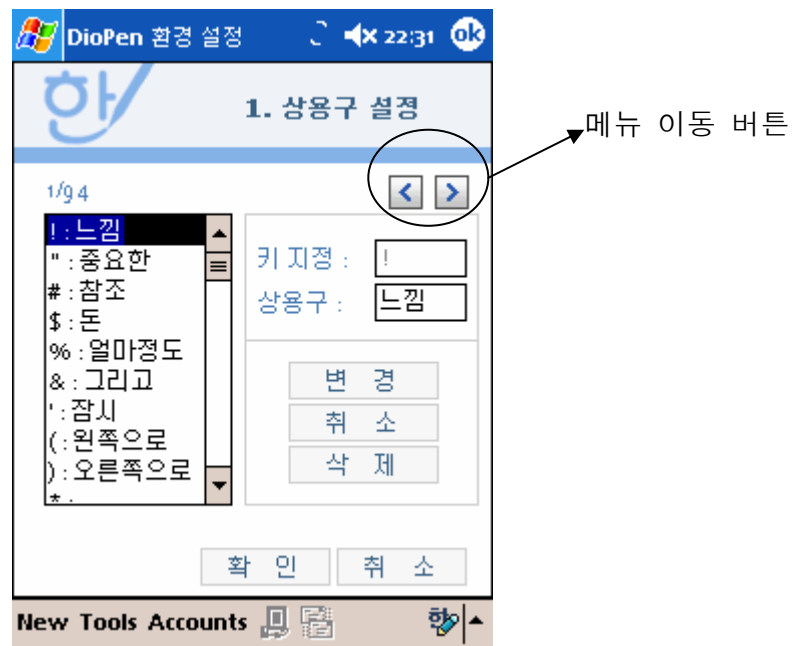 DioPen 환경 설정 22:31 ok
한
1. 상용구 설정
메뉴 이동 버튼
1/94
< >
! : 느낌
" : 중요한
# : 참조
$ : 돈
% : 얼마정도
& : 그리고
' : 잠시
( : 왼쪽으로
) : 오른쪽으로
* :
키 지정 : !
상용구 : 느낌
변 경
취 소
삭 제
확 인 취 소
New Tools Accounts 한